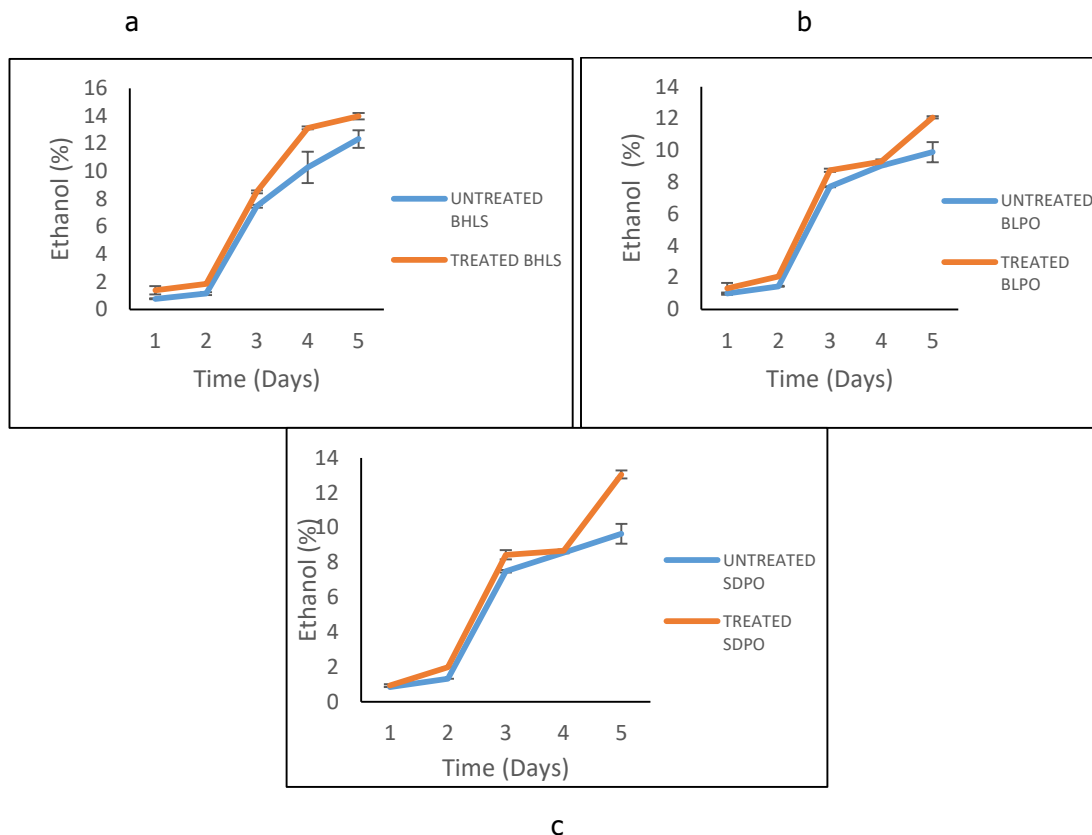 a
b
16
14
12
10
8
6
4
2
0
Ethanol (%)
1 2 3 4 5
Time (Days)
UNTREATED
BHLS
TREATED BHLS
14
12
10
8
6
4
2
0
Ethanol (%)
1 2 3 4 5
Time (Days)
UNTREATED
BLPO
TREATED
BLPO
14
12
10
8
6
4
2
0
Ethanol (%)
1 2 3 4 5
Time (Days)
UNTREATED
SDPO
TREATED
SDPO
c